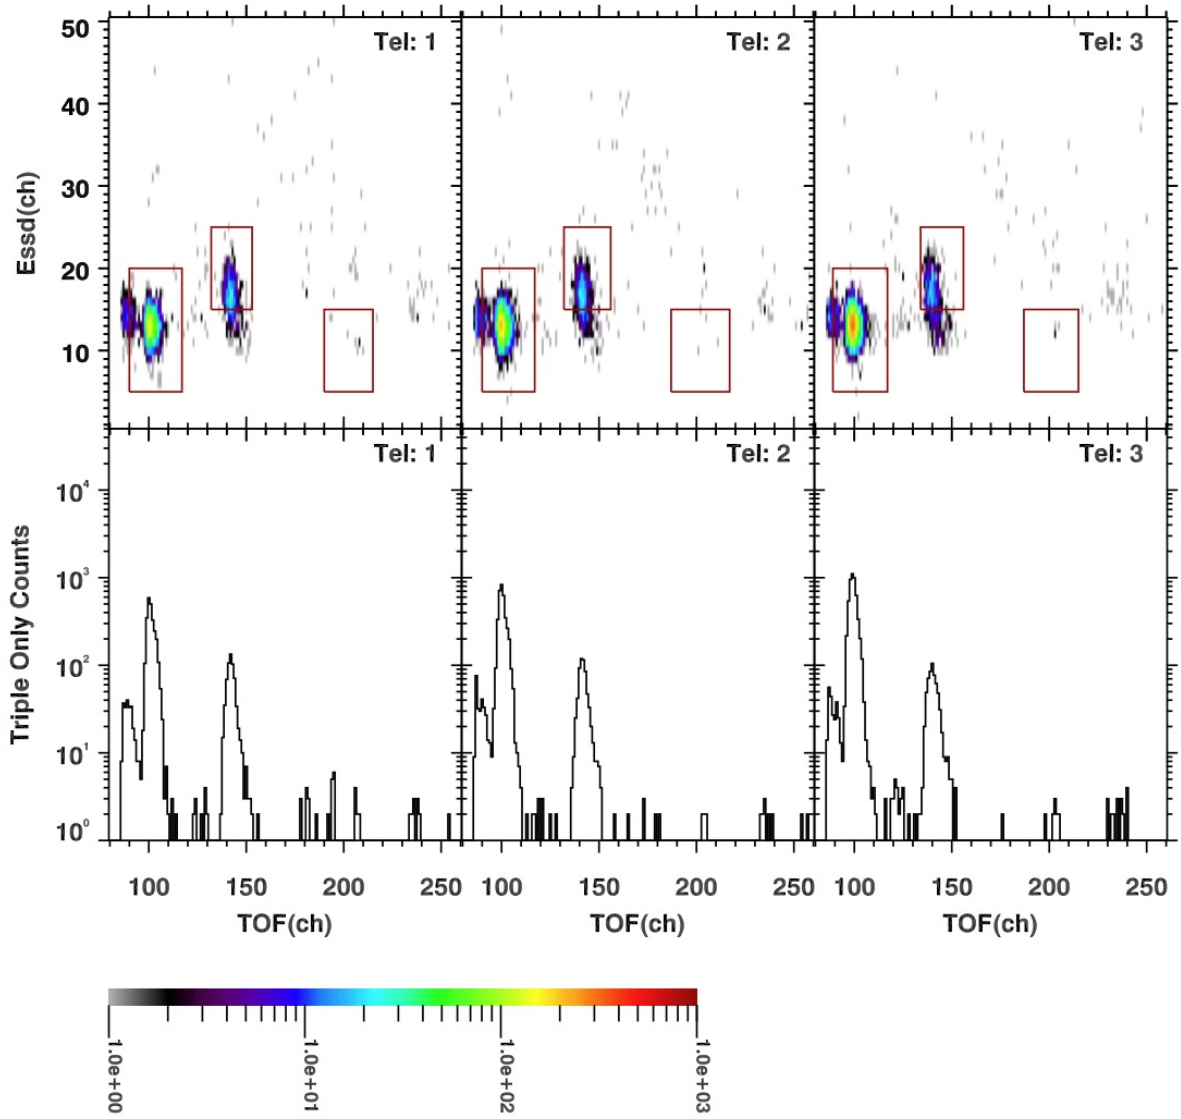 Tel: 1
Tel: 2
Tel: 3
50
40
30
20
10
Essd(ch)
Tel: 1
Tel: 2
Tel: 3
10⁴
10³
10²
10¹
10⁰
Triple Only Counts
100 150 200 250
100 150 200 250
100 150 200 250
TOF(ch)
TOF(ch)
TOF(ch)
1.0e+00
1.0e+01
1.0e+02
1.0e+03